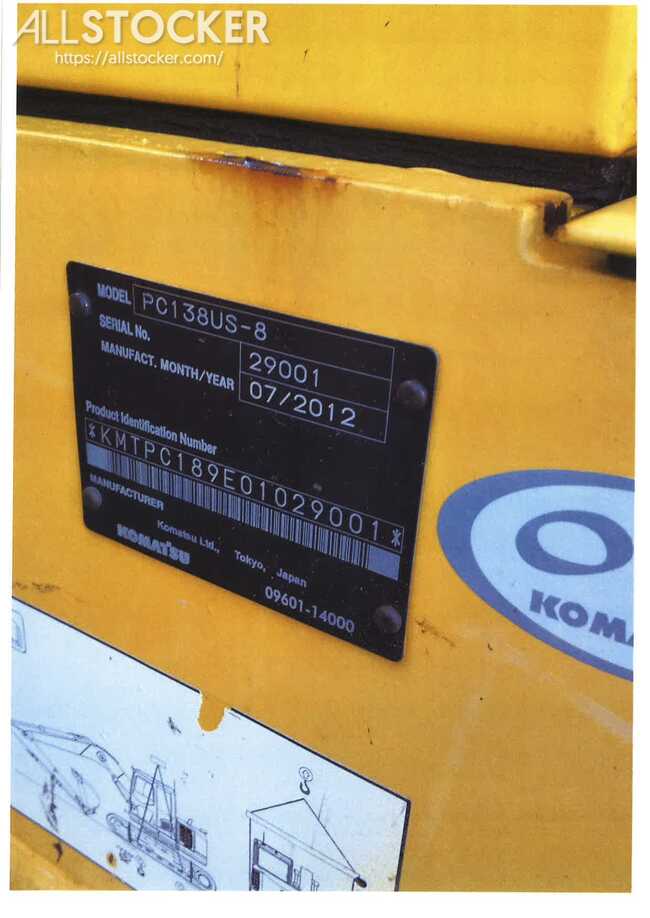 ALLSTOCKER
https://allstocker.com/
MODEL PC138US-8
SERIAL No. 29001
MANUFACT. MONTH/YEAR 07/2012
Product Identification Number
*KMTPC189E01029001*
MANUFACTURER
Komatsu Ltd., Tokyo, Japan
KOMATSU
09601-14000
KOMA